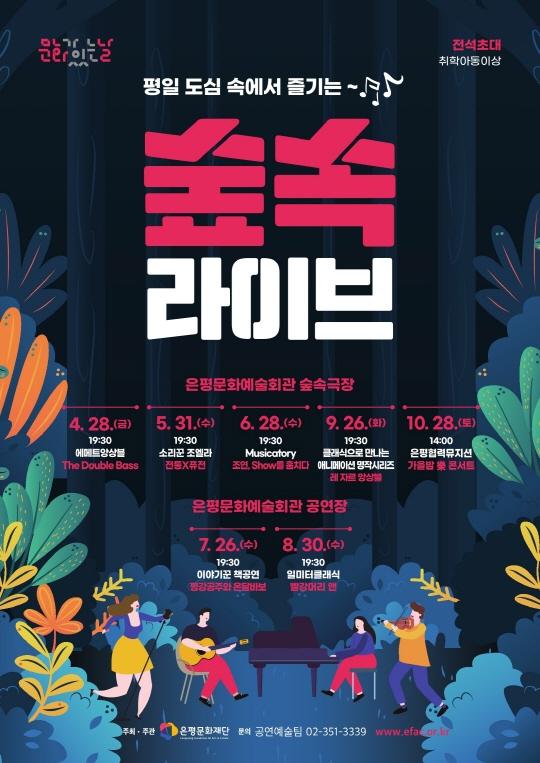 문화가있는날
전석초대
취학아동이상
평일 도심 속에서 즐기는 ~
숲속
라이브
은평문화예술회관 숲속극장
4. 28.(금)
19:30
에메트앙상블
The Double Bass
5. 31.(수)
19:30
소리꾼 조엘라
전통X퓨전
6. 28.(수)
19:30
Musicatory
조연, Show를 훔치다
9. 26.(화)
19:30
클래식으로 만나는
애니메이션 명작시리즈
레 자르 앙상블
10. 28.(토)
14:00
은평협력뮤지션
가을밤 樂 콘서트
은평문화예술회관 공연장
7. 26.(수)
19:30
이야기꾼 책공연
평강공주와 온달바보
8. 30.(수)
19:30
일미터클래식
빨강머리 앤
주최·주관 은평문화재단 문의 공연예술팀 02-351-3339 www.efac.or.kr